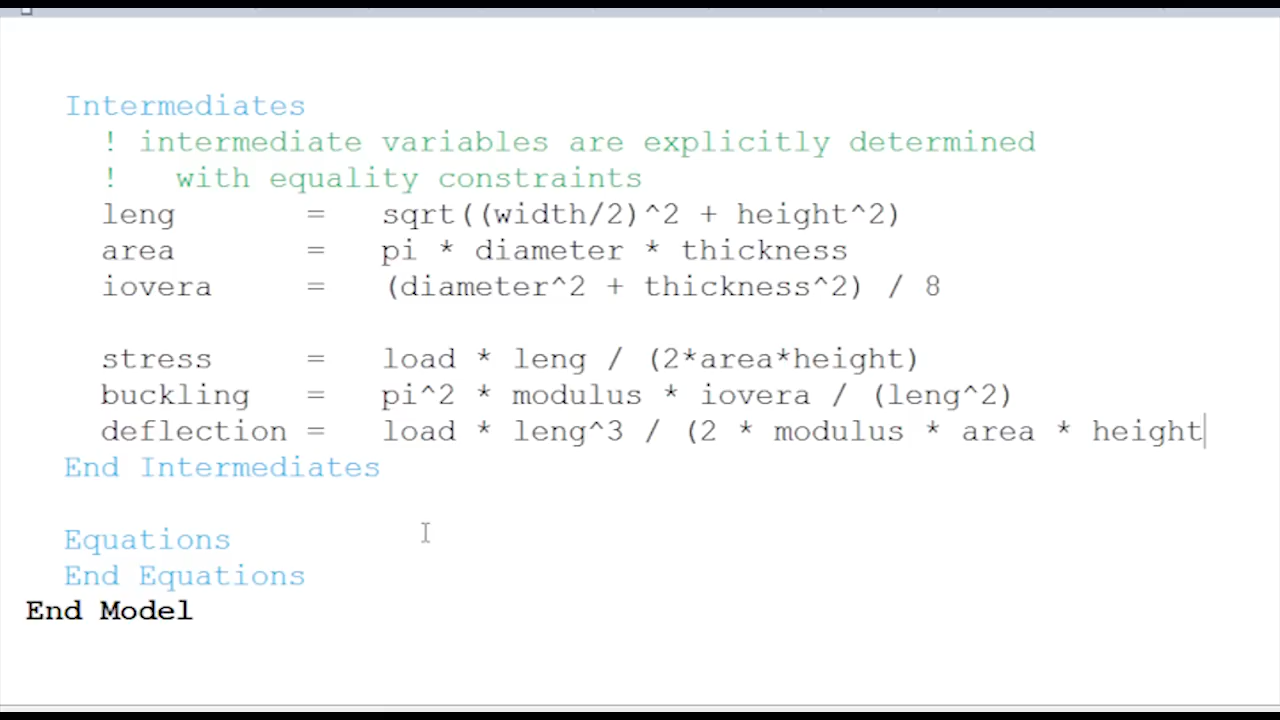 Intermediates
! intermediate variables are explicitly determined
!   with equality constraints
leng       =   sqrt((width/2)^2 + height^2)
area       =   pi * diameter * thickness
iovera     =   (diameter^2 + thickness^2) / 8
stress     =   load * leng / (2*area*height)
buckling   =   pi^2 * modulus * iovera / (leng^2)
deflection =   load * leng^3 / (2 * modulus * area * height
End Intermediates
Equations
End Equations
End Model